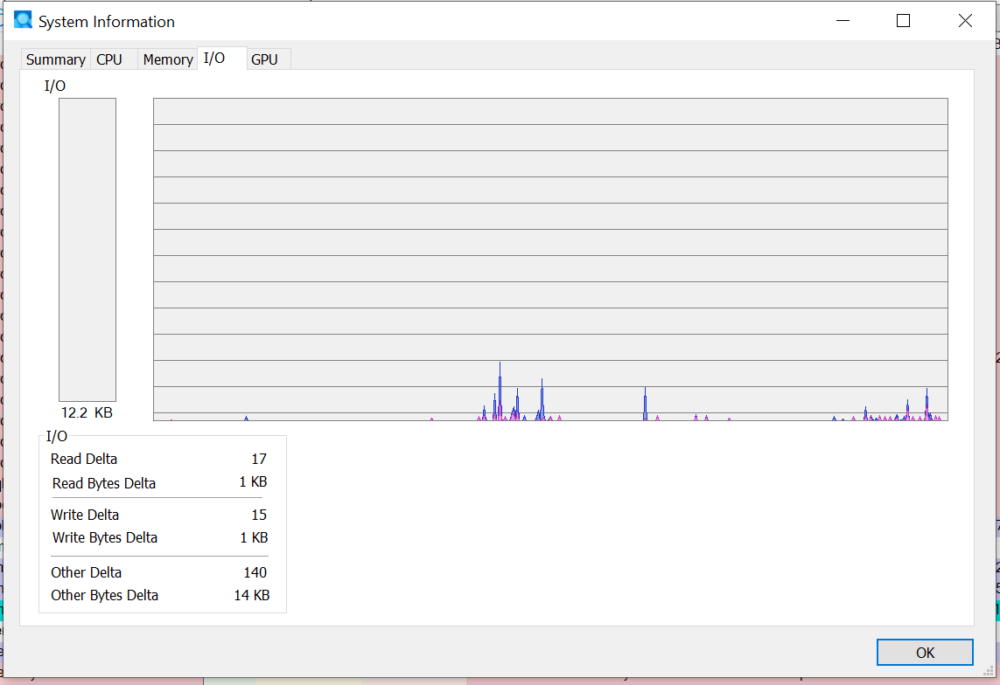 System Information
Summary CPU Memory I/O GPU
I/O
12.2 KB
I/O
Read Delta 17
Read Bytes Delta 1 KB
Write Delta 15
Write Bytes Delta 1 KB
Other Delta 140
Other Bytes Delta 14 KB
OK